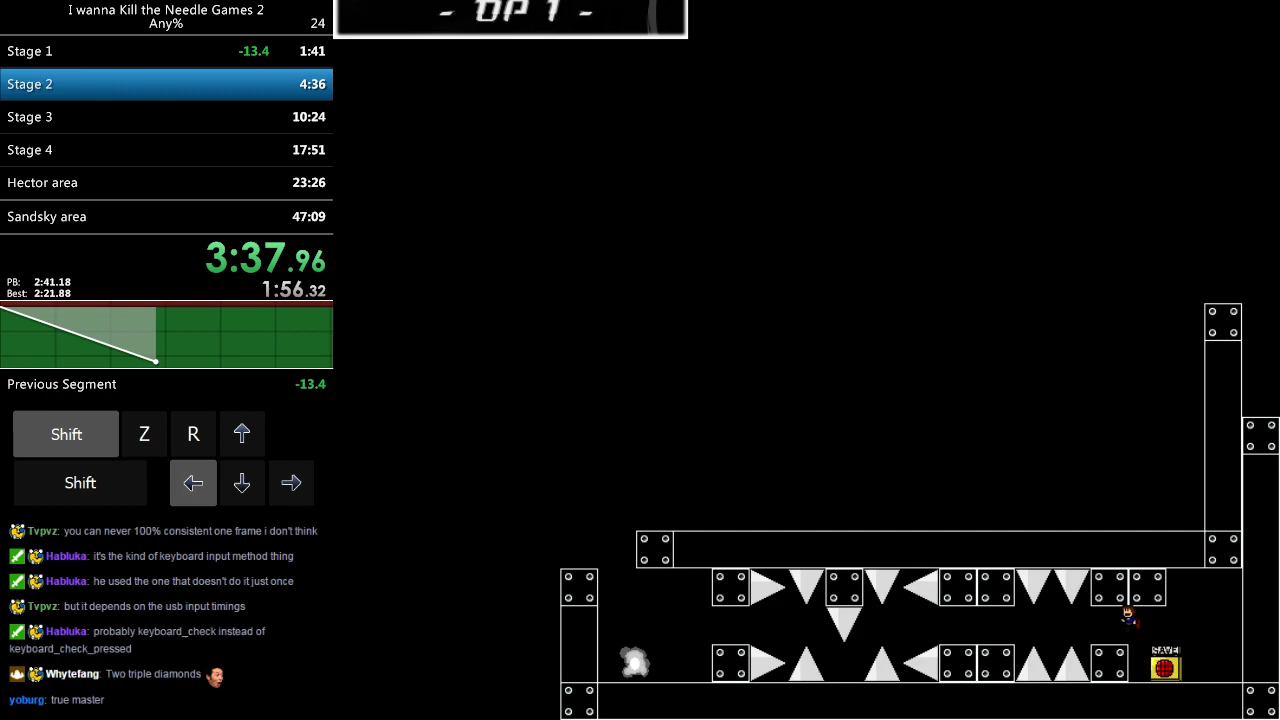 I wanna Kill the Needle Games 2
Any%
24
- OP 1 -
Stage 1 -13.4 1:41
Stage 2 4:36
Stage 3 10:24
Stage 4 17:51
Hector area 23:26
Sandsky area 47:09
3:37.96
PB: 2:41.18
Best: 2:21.88
1:56.32
Previous Segment -13.4
Shift Z R ↑
Shift ← ↓ →
Tvpvz: you can never 100% consistent one frame i don't think
Habluka: it's the kind of keyboard input method thing
Habluka: he used the one that doesn't do it just once
Tvpvz: but it depends on the usb input timings
Habluka: probably keyboard_check instead of
keyboard_check_pressed
Whytefang: Two triple diamonds
yoburg: true master
SAVE!